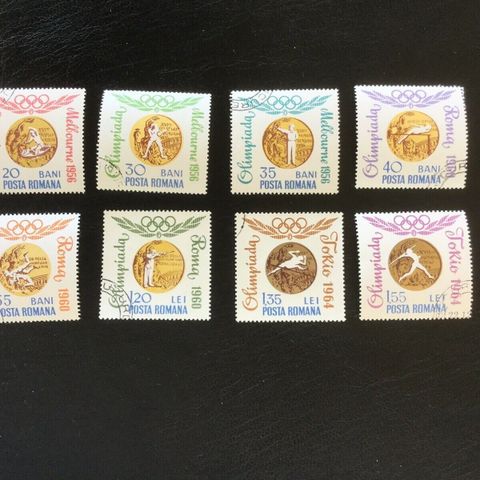 Melbourne 1956
20 BANI
POSTA ROMANA
Olimpiada
Melbourne 1956
30 BANI
POSTA ROMANA
Olimpiada
Melbourne 1956
35 BANI
POSTA ROMANA
Olimpiada
Roma
40 BANI
POSTA ROMANA
Roma 1960
55 BANI
POSTA ROMANA
Olimpiada
Roma 1960
1,20 LEI
POSTA ROMANA
Olimpiada
Tokio 1964
1,35 LEI
POSTA ROMANA
Olimpiada
Tokio 1964
1,55 LEI
POSTA ROMANA